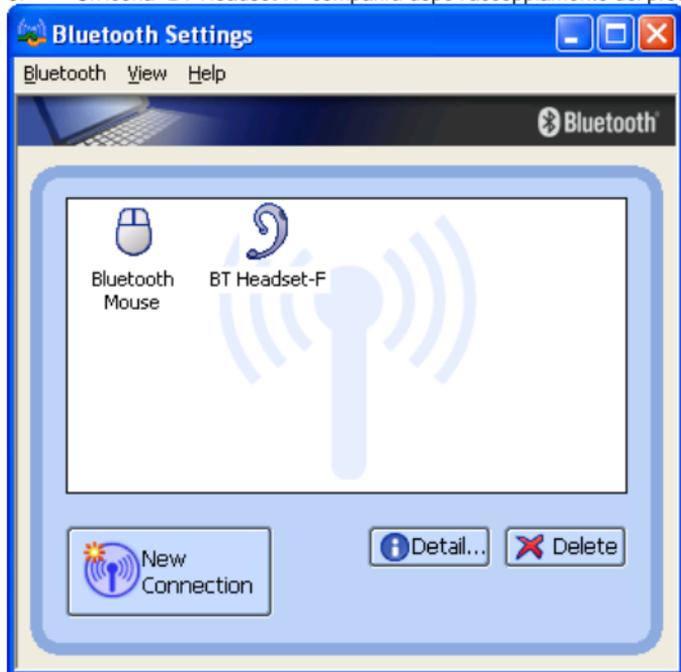 Bluetooth Settings
Bluetooth View Help
Bluetooth
Bluetooth
Mouse
BT Headset-F
New
Connection
Detail...
Delete